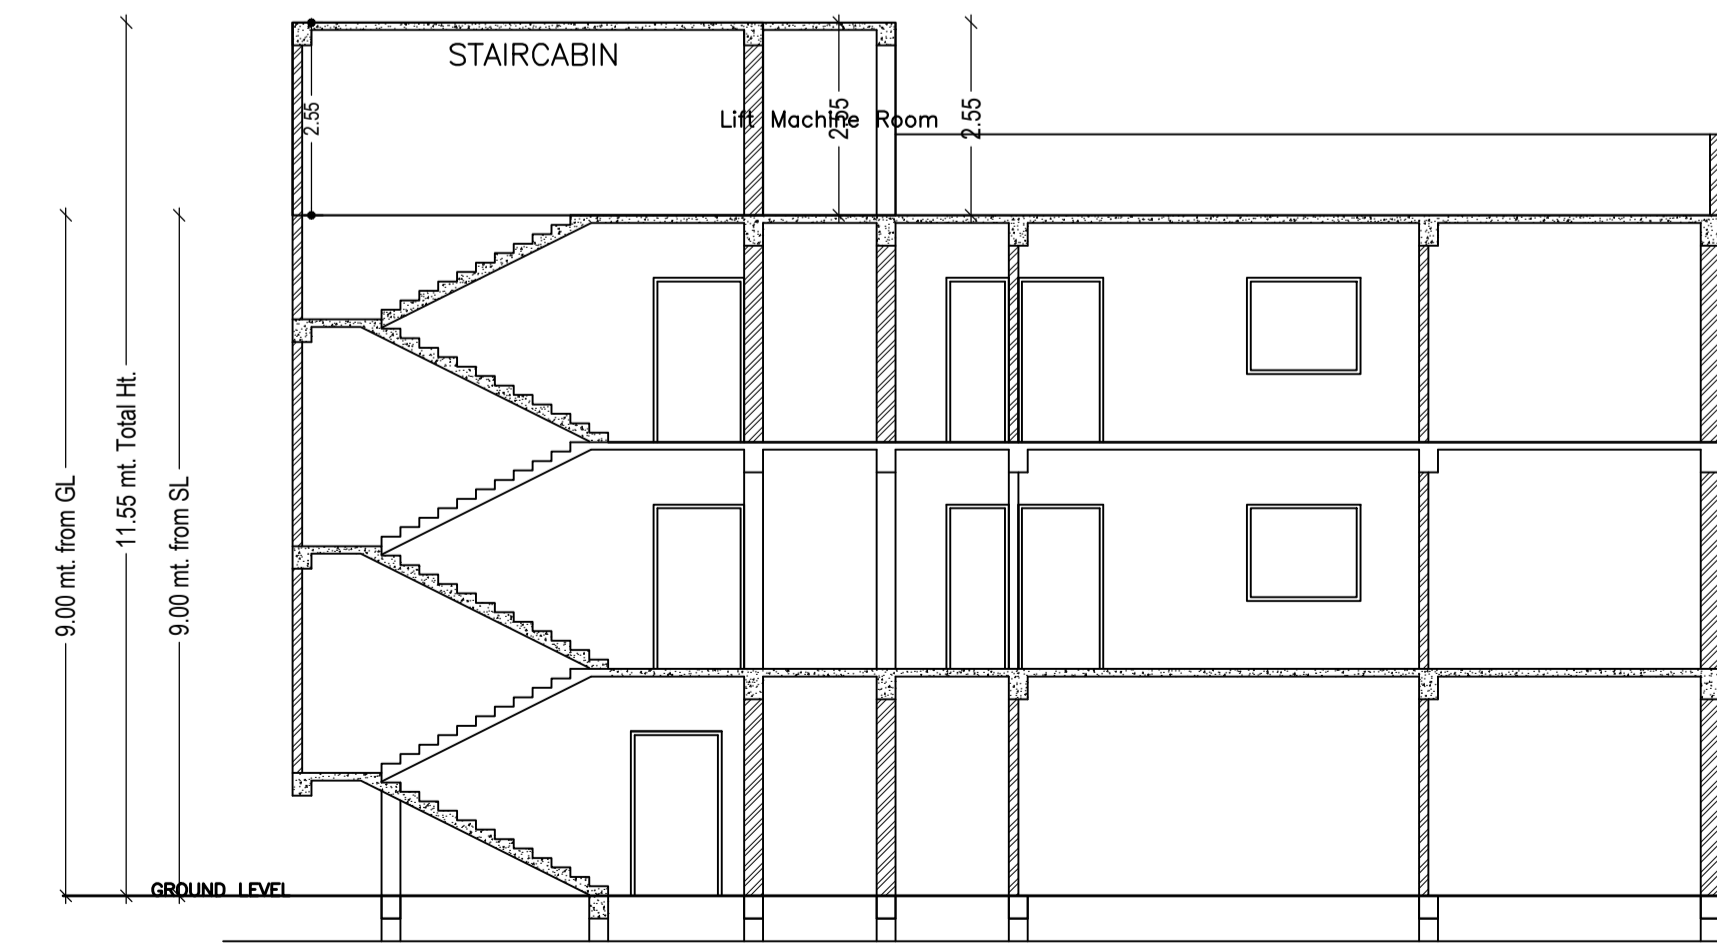 STAIRCABIN
2.55
Lift Machine Room
2.55
2.55
11.55 mt. Total Ht.
9.00 mt. from GL
9.00 mt. from SL
GROUND LEVEL